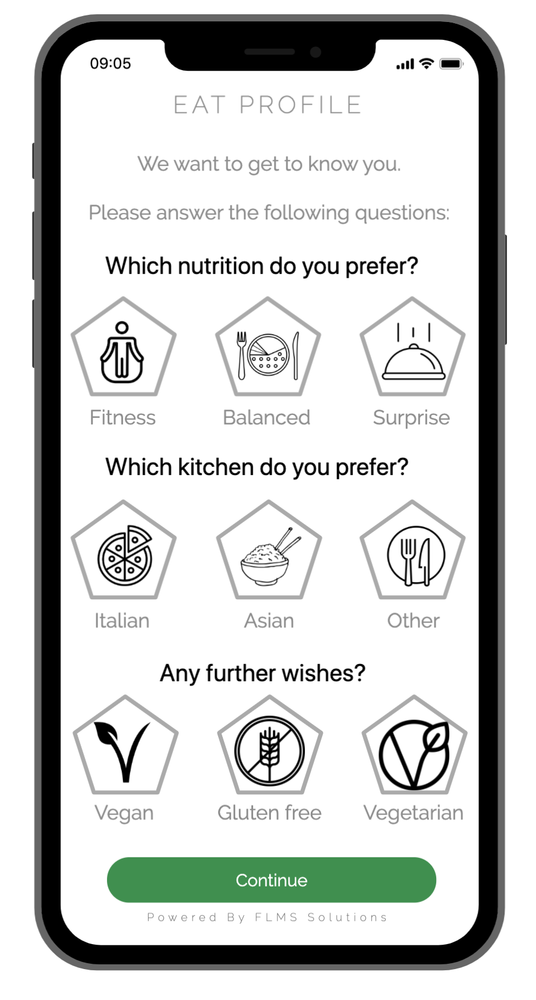 09:05
EAT PROFILE
We want to get to know you.
Please answer the following questions:
Which nutrition do you prefer?
Fitness Balanced Surprise
Which kitchen do you prefer?
Italian Asian Other
Any further wishes?
Vegan Gluten free Vegetarian
Continue
Powered By FLMS Solutions